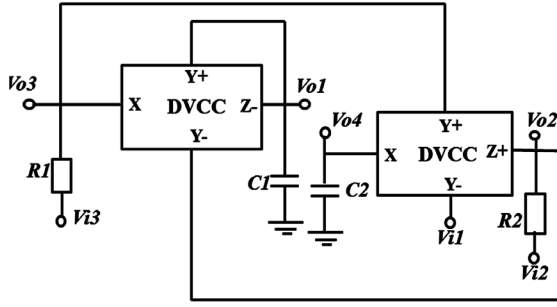 Vo3
X
Y+
DVCC
Z-
Y-
Vo1
R1
Vi3
C1
Vo4
C2
X
Y+
DVCC
Z+
Y-
Vo2
Vi1
R2
Vi2